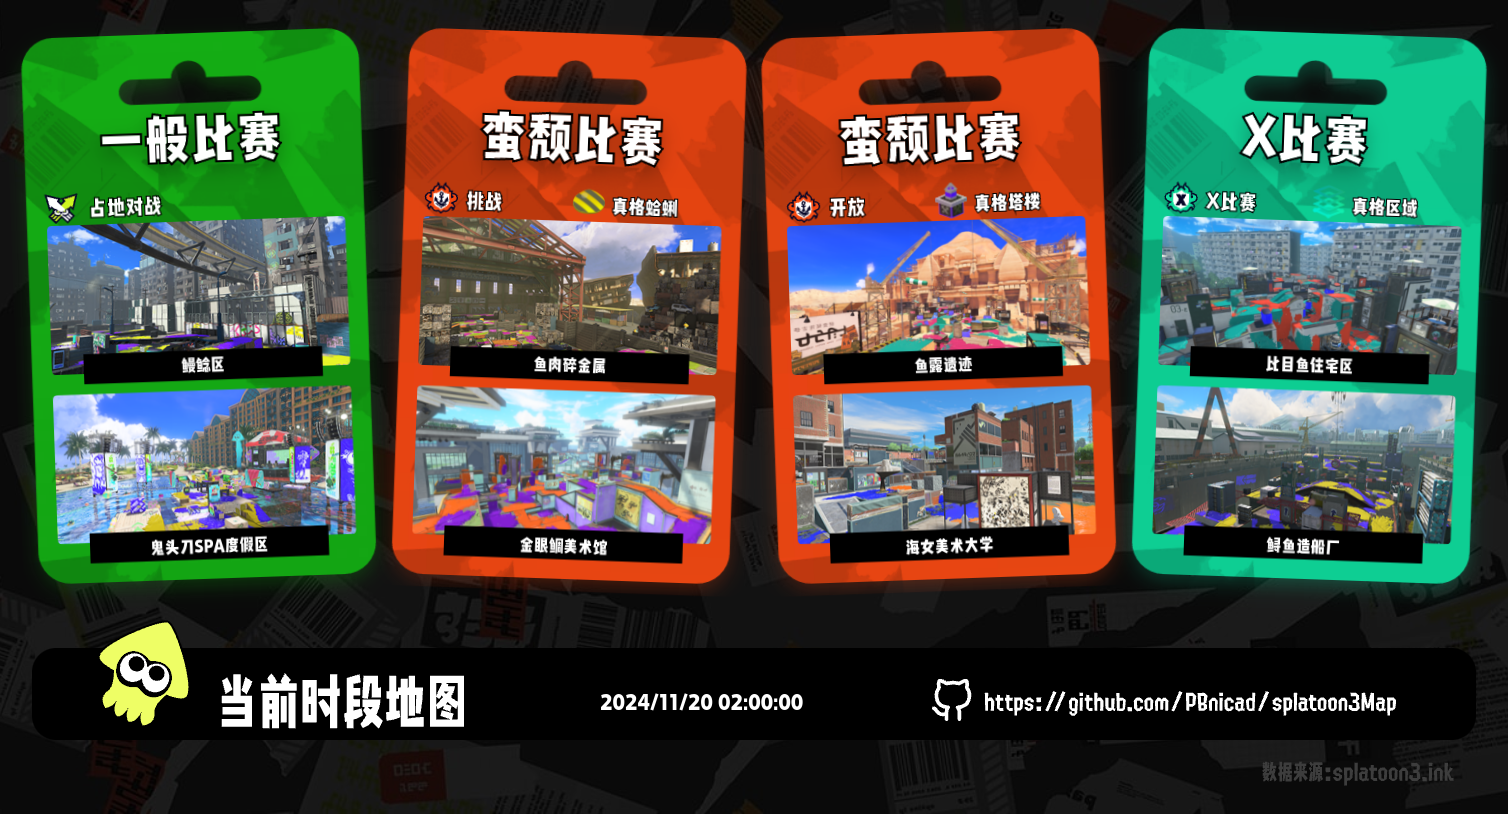 一般比赛
占地对战
鳗鲶区
鬼头刀SPA度假区
蛮颓比赛
挑战
真格蛤蜊
鱼肉碎金属
金眼鲷美术馆
蛮颓比赛
开放
真格塔楼
鱼露遗迹
海女美术大学
X比赛
X比赛
真格区域
比目鱼住宅区
鲟鱼造船厂
当前时段地图
2024/11/20 02:00:00
https://github.com/PBnicad/splatoon3Map
数据来源:splatoon3.ink